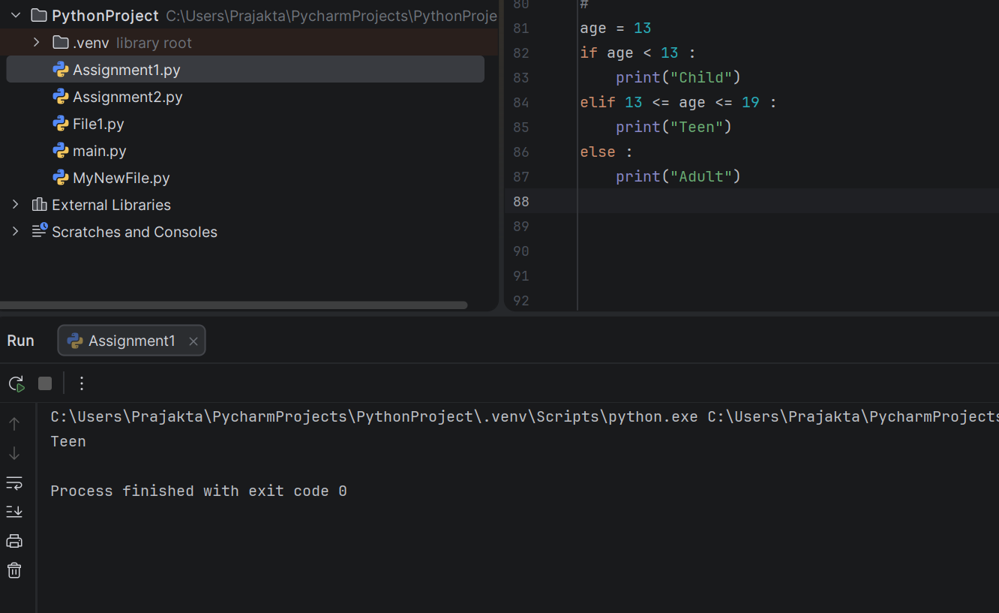 PythonProject C:\Users\Prajakta\PycharmProjects\PythonProje
.venv library root
Assignment1.py
Assignment2.py
File1.py
main.py
MyNewFile.py
External Libraries
Scratches and Consoles
80 #
81 age = 13
82 if age < 13 :
83     print("Child")
84 elif 13 <= age <= 19 :
85     print("Teen")
86 else :
87     print("Adult")
88
89
90
91
92
Run Assignment1
C:\Users\Prajakta\PycharmProjects\PythonProject\.venv\Scripts\python.exe C:\Users\Prajakta\PycharmProjects
Teen
Process finished with exit code 0